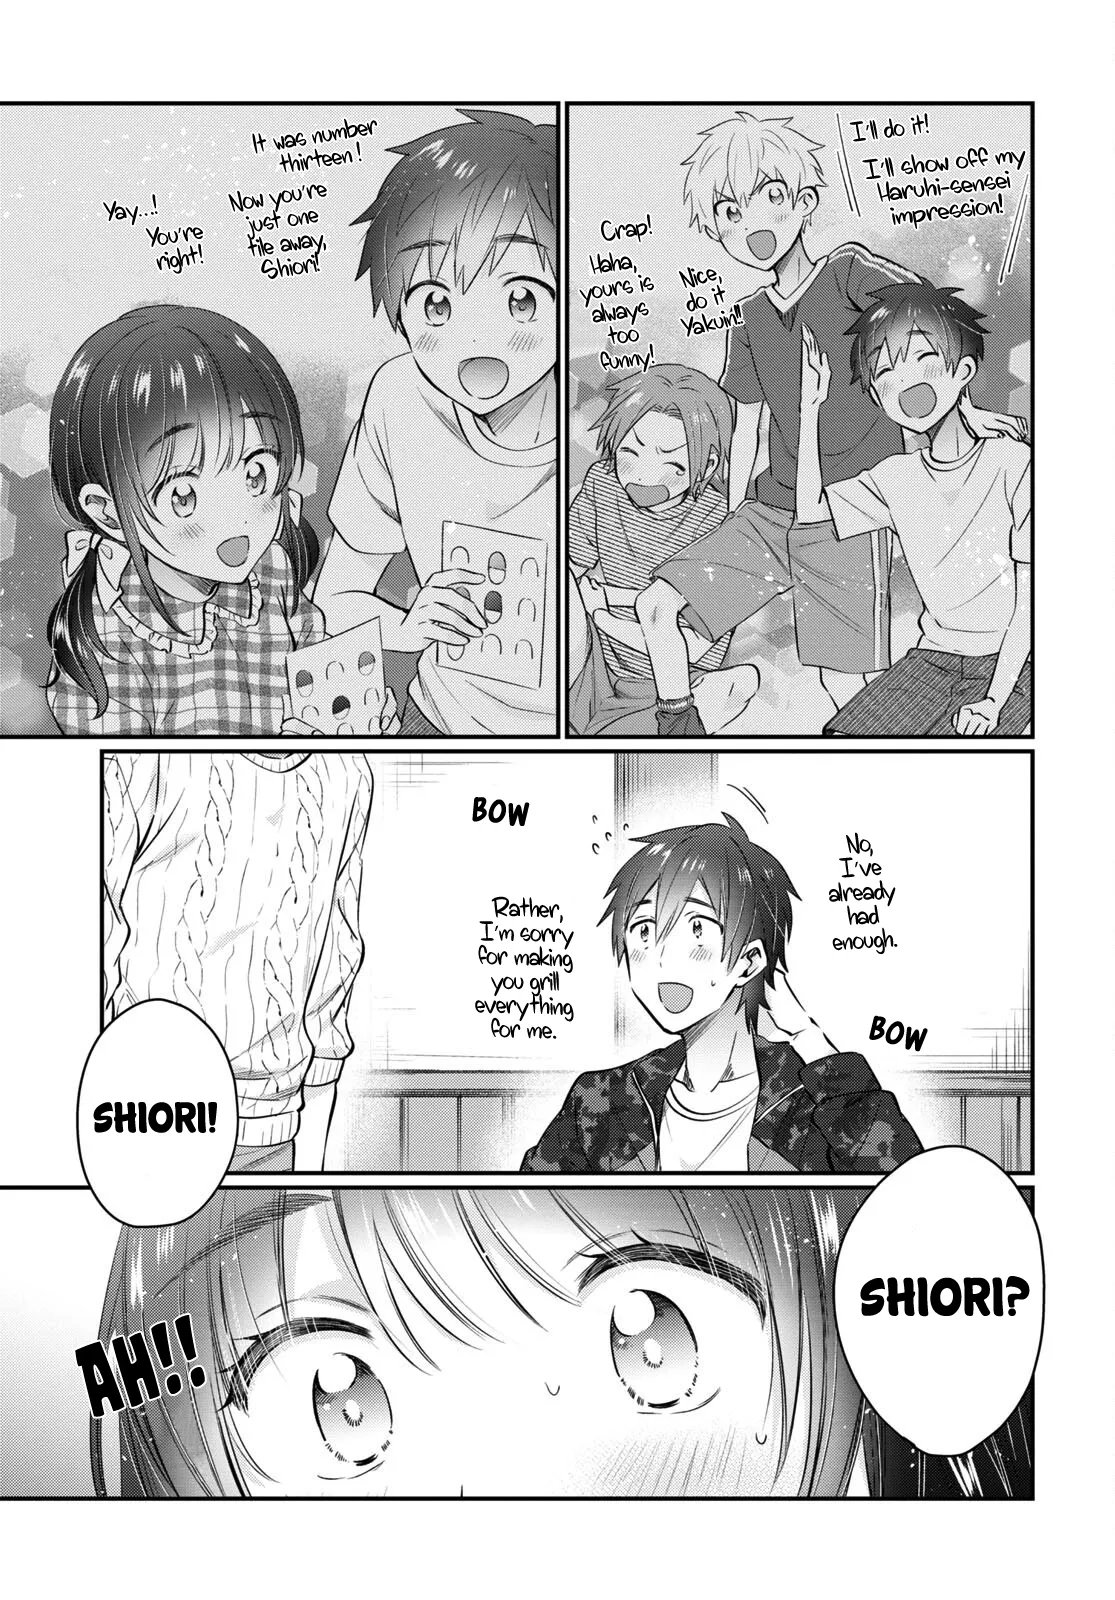 I'll do it!
I'll show off my
Haruhi-sensei
impression!
Nice,
do it
Yakuin!!
Crap!
Haha,
yours is
always
too
funny!
It was number
thirteen!
Now you're
just one
tile away,
Shiori!
Yay...!
You're
right!
No,
I've
already
had
enough.
BOW
Rather,
I'm sorry
for making
you grill
everything
for me.
BOW
SHIORI!
SHIORI?
AH!!